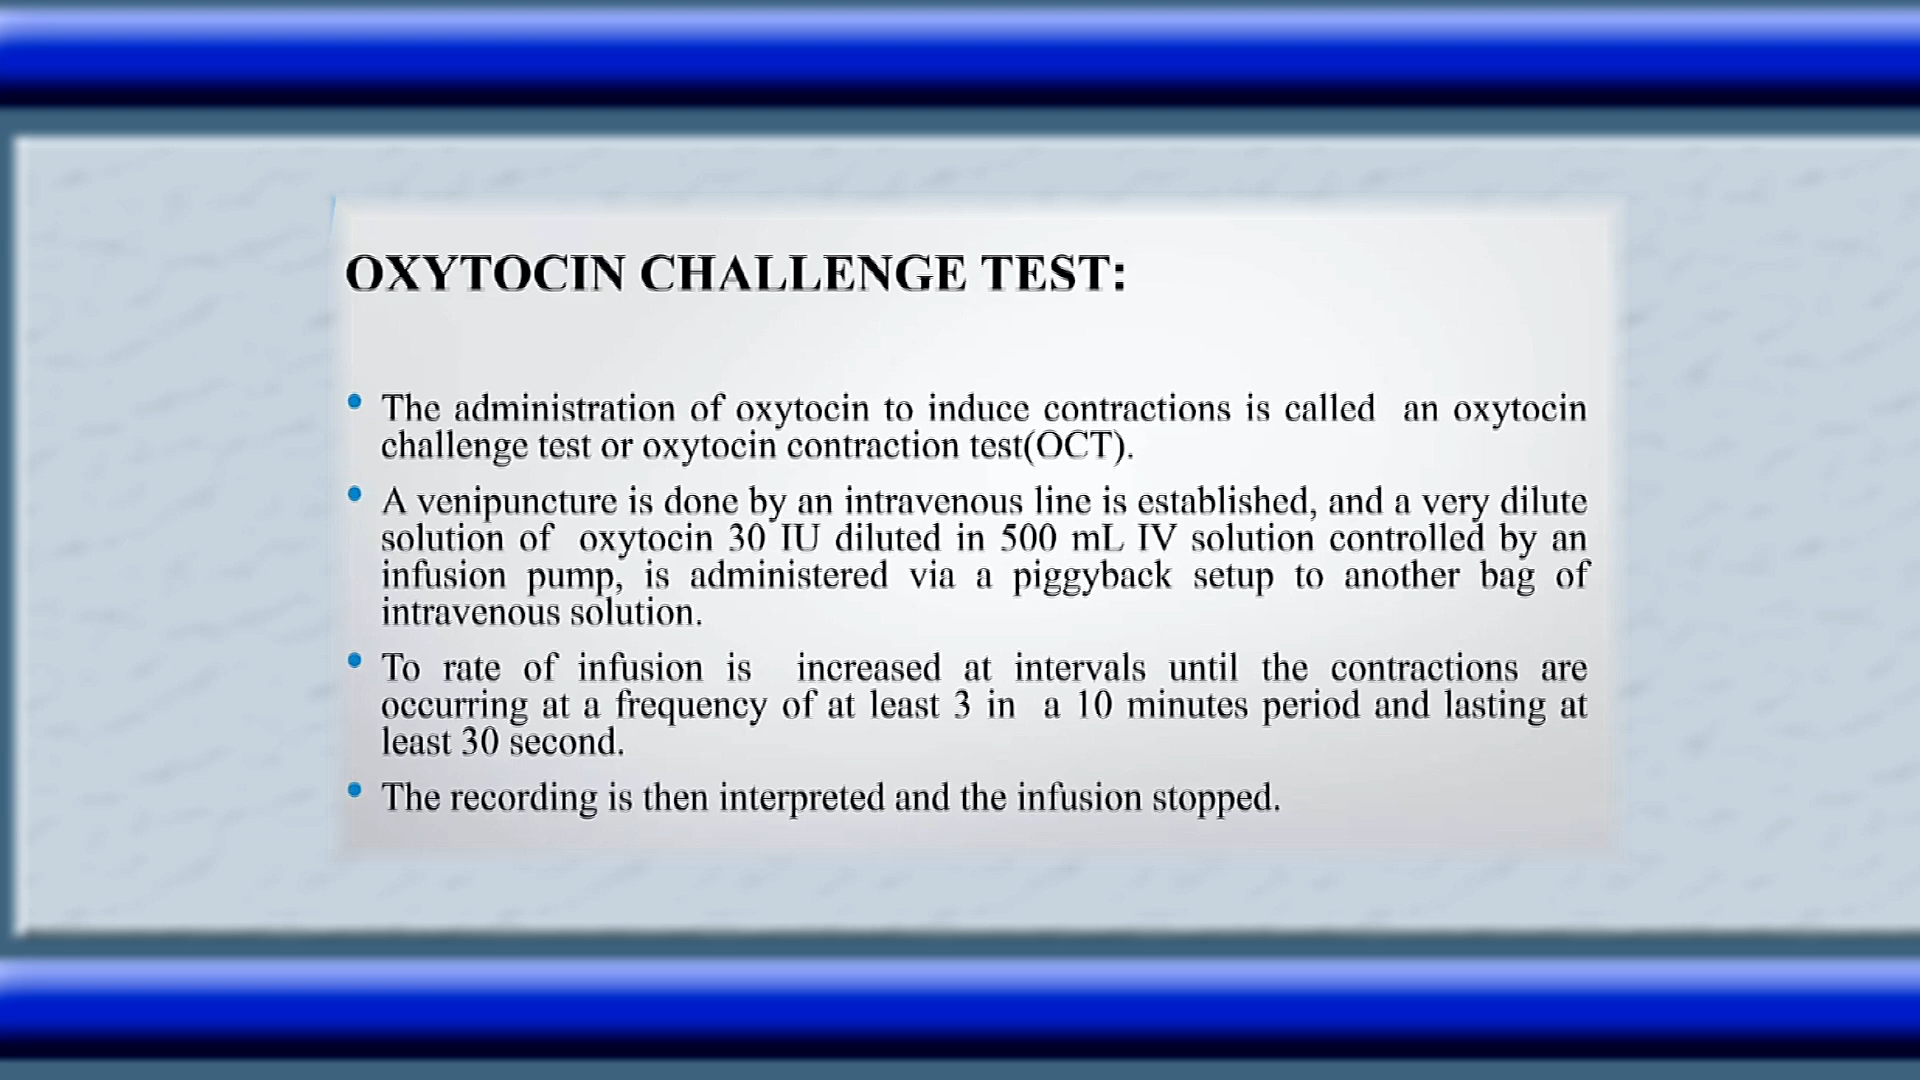 OXYTOCIN CHALLENGE TEST:
• The administration of oxytocin to induce contractions is called an oxytocin
challenge test or oxytocin contraction test(OCT).
• A venipuncture is done by an intravenous line is established, and a very dilute
solution of oxytocin 30 IU diluted in 500 mL IV solution controlled by an
infusion pump, is administered via a piggyback setup to another bag of
intravenous solution.
• To rate of infusion is increased at intervals until the contractions are
occurring at a frequency of at least 3 in a 10 minutes period and lasting at
least 30 second.
• The recording is then interpreted and the infusion stopped.